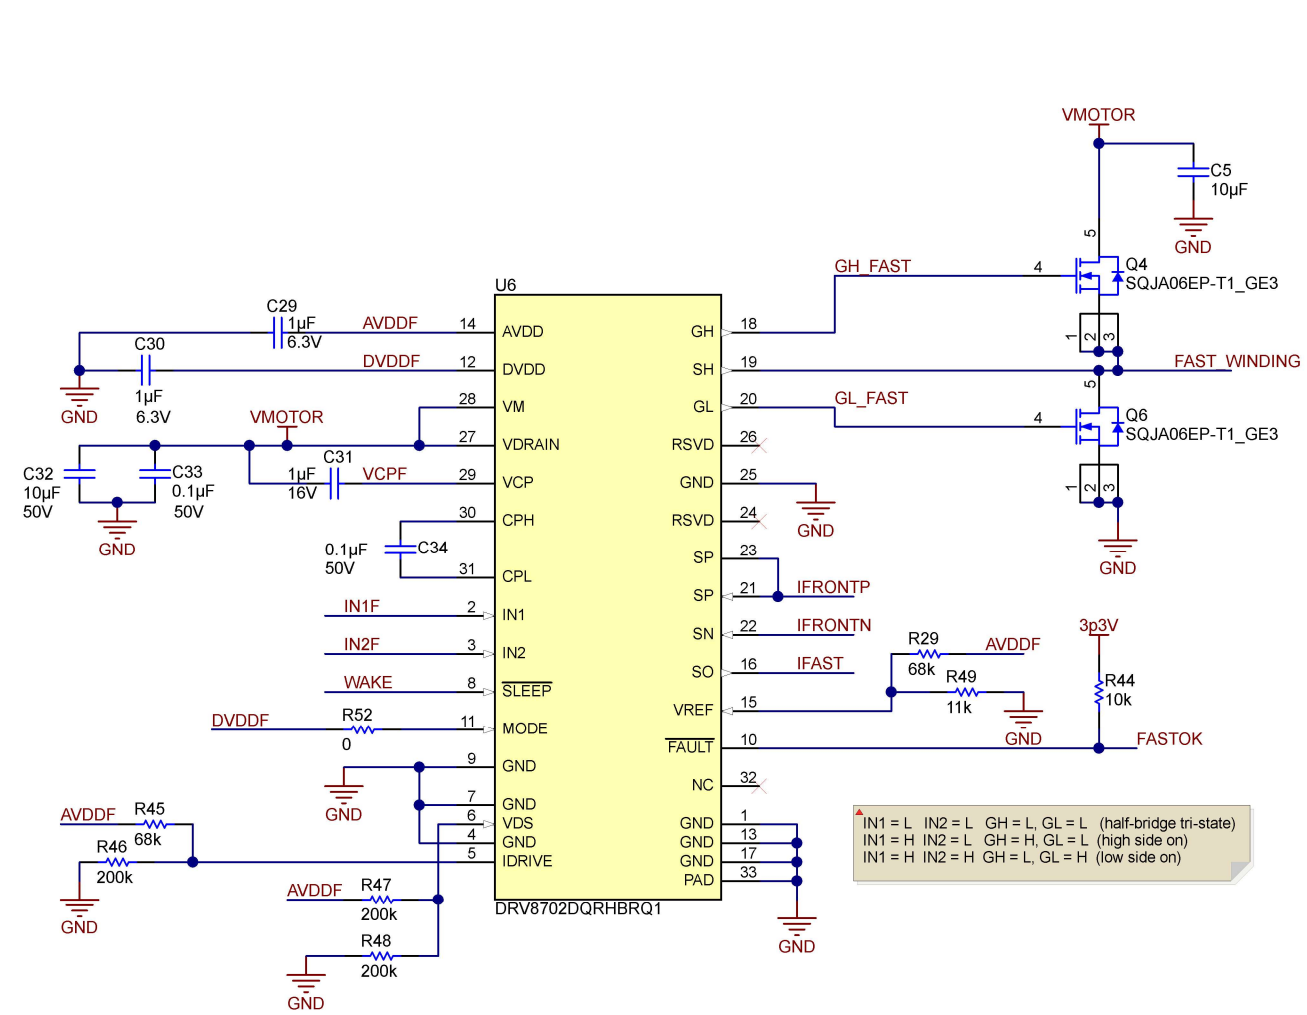 VMOTOR
C5
10µF
GND
5
Q4
SQJA06EP-T1_GE3
GH_FAST
4
1
2
3
FAST_WINDING
5
Q6
SQJA06EP-T1_GE3
GL_FAST
4
1
2
3
GND
U6
C29
1µF
6.3V
AVDDF
14
AVDD
C30
1µF
6.3V
DVDDF
12
DVDD
GND
28
VM
VMOTOR
27
VDRAIN
C32
10µF
50V
C33
0.1µF
50V
GND
C31
1µF
16V
VCPF
29
VCP
30
CPH
0.1µF
50V
C34
31
CPL
IN1F
2
IN1
IN2F
3
IN2
WAKE
8
SLEEP
DVDDF
R52
0
11
MODE
9
GND
GND
7
GND
6
VDS
4
GND
5
IDRIVE
AVDDF
R45
68k
R46
200k
GND
AVDDF
R47
200k
R48
200k
GND
DRV8702DQRHBRQ1
GH
18
SH
19
GL
20
RSVD
26
GND
25
GND
RSVD
24
SP
23
SP
21
IFRONTP
SN
22
IFRONTN
SO
16
IFAST
VREF
15
R29
68k
AVDDF
R49
11k
GND
3p3V
R44
10k
FAULT
10
FASTOK
NC
32
GND
1
GND
13
GND
17
PAD
33
GND
IN1 = L IN2 = L GH = L, GL = L (half-bridge tri-state)
IN1 = H IN2 = L GH = H, GL = L (high side on)
IN1 = H IN2 = H GH = L, GL = H (low side on)